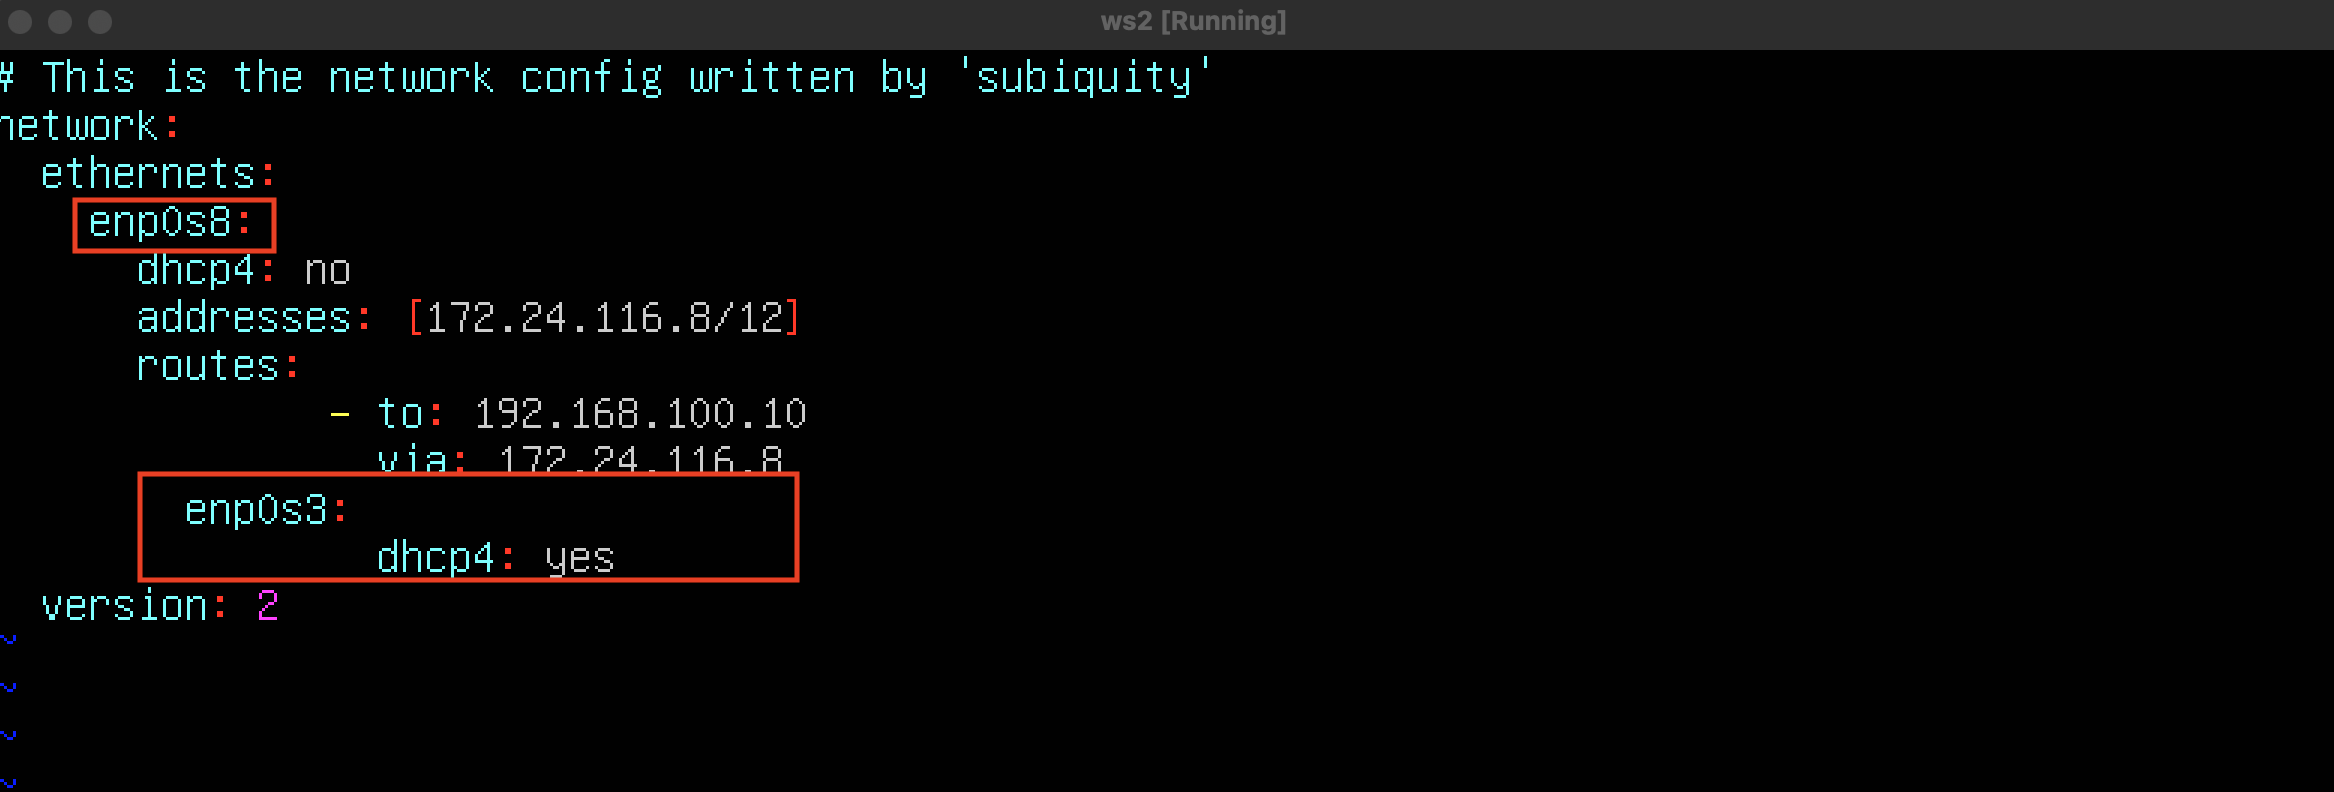 ws2 [Running]
# This is the network config written by 'subiquity'
network:
  ethernets:
    enp0s8:
      dhcp4: no
      addresses: [172.24.116.8/12]
      routes:
              - to: 192.168.100.10
                via: 172.24.116.8
        enp0s3:
                dhcp4: yes
  version: 2
~
~
~
~